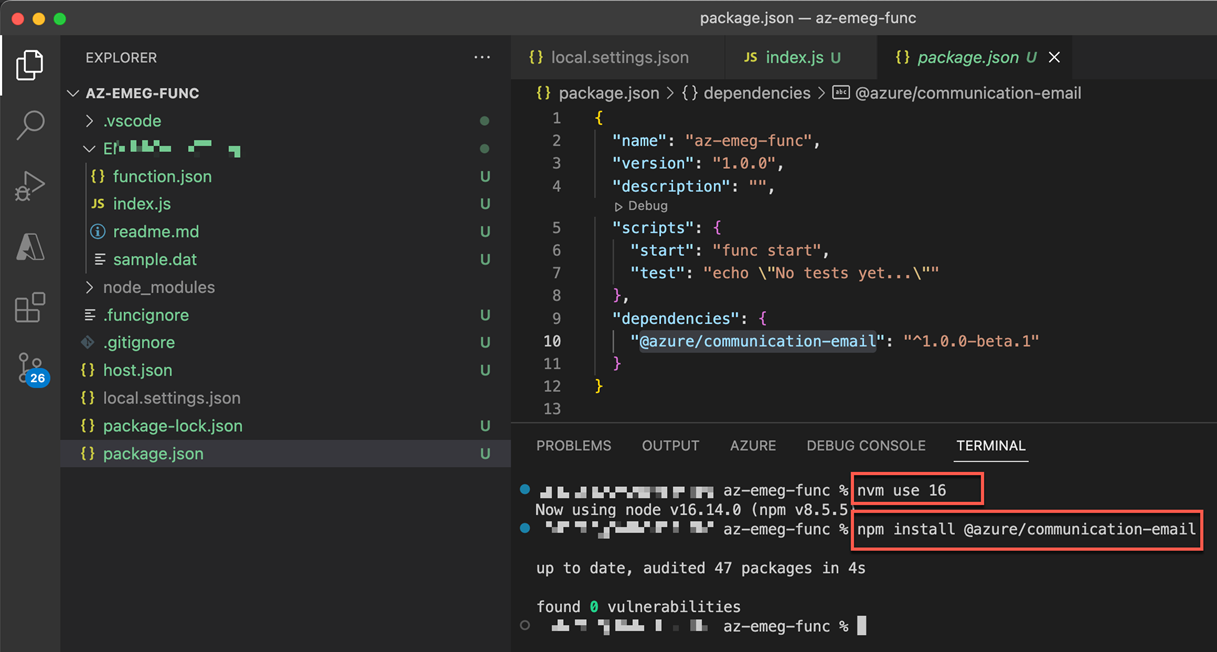 package.json — az-emeg-func
EXPLORER
AZ-EMEG-FUNC
.vscode
function.json U
index.js U
readme.md U
sample.dat U
node_modules
.funcignore U
.gitignore U
host.json U
local.settings.json
package-lock.json U
package.json U
26
{} local.settings.json JS index.js U {} package.json U
{} package.json > {} dependencies > abc @azure/communication-email
1 {
2 "name": "az-emeg-func",
3 "version": "1.0.0",
4 "description": "",
Debug
5 "scripts": {
6 "start": "func start",
7 "test": "echo \"No tests yet...\""
8 },
9 "dependencies": {
10 "@azure/communication-email": "^1.0.0-beta.1"
11 }
12 }
13
PROBLEMS OUTPUT AZURE DEBUG CONSOLE TERMINAL
az-emeg-func % nvm use 16
Now using node v16.14.0 (npm v8.5.5)
az-emeg-func % npm install @azure/communication-email
up to date, audited 47 packages in 4s
found 0 vulnerabilities
az-emeg-func %